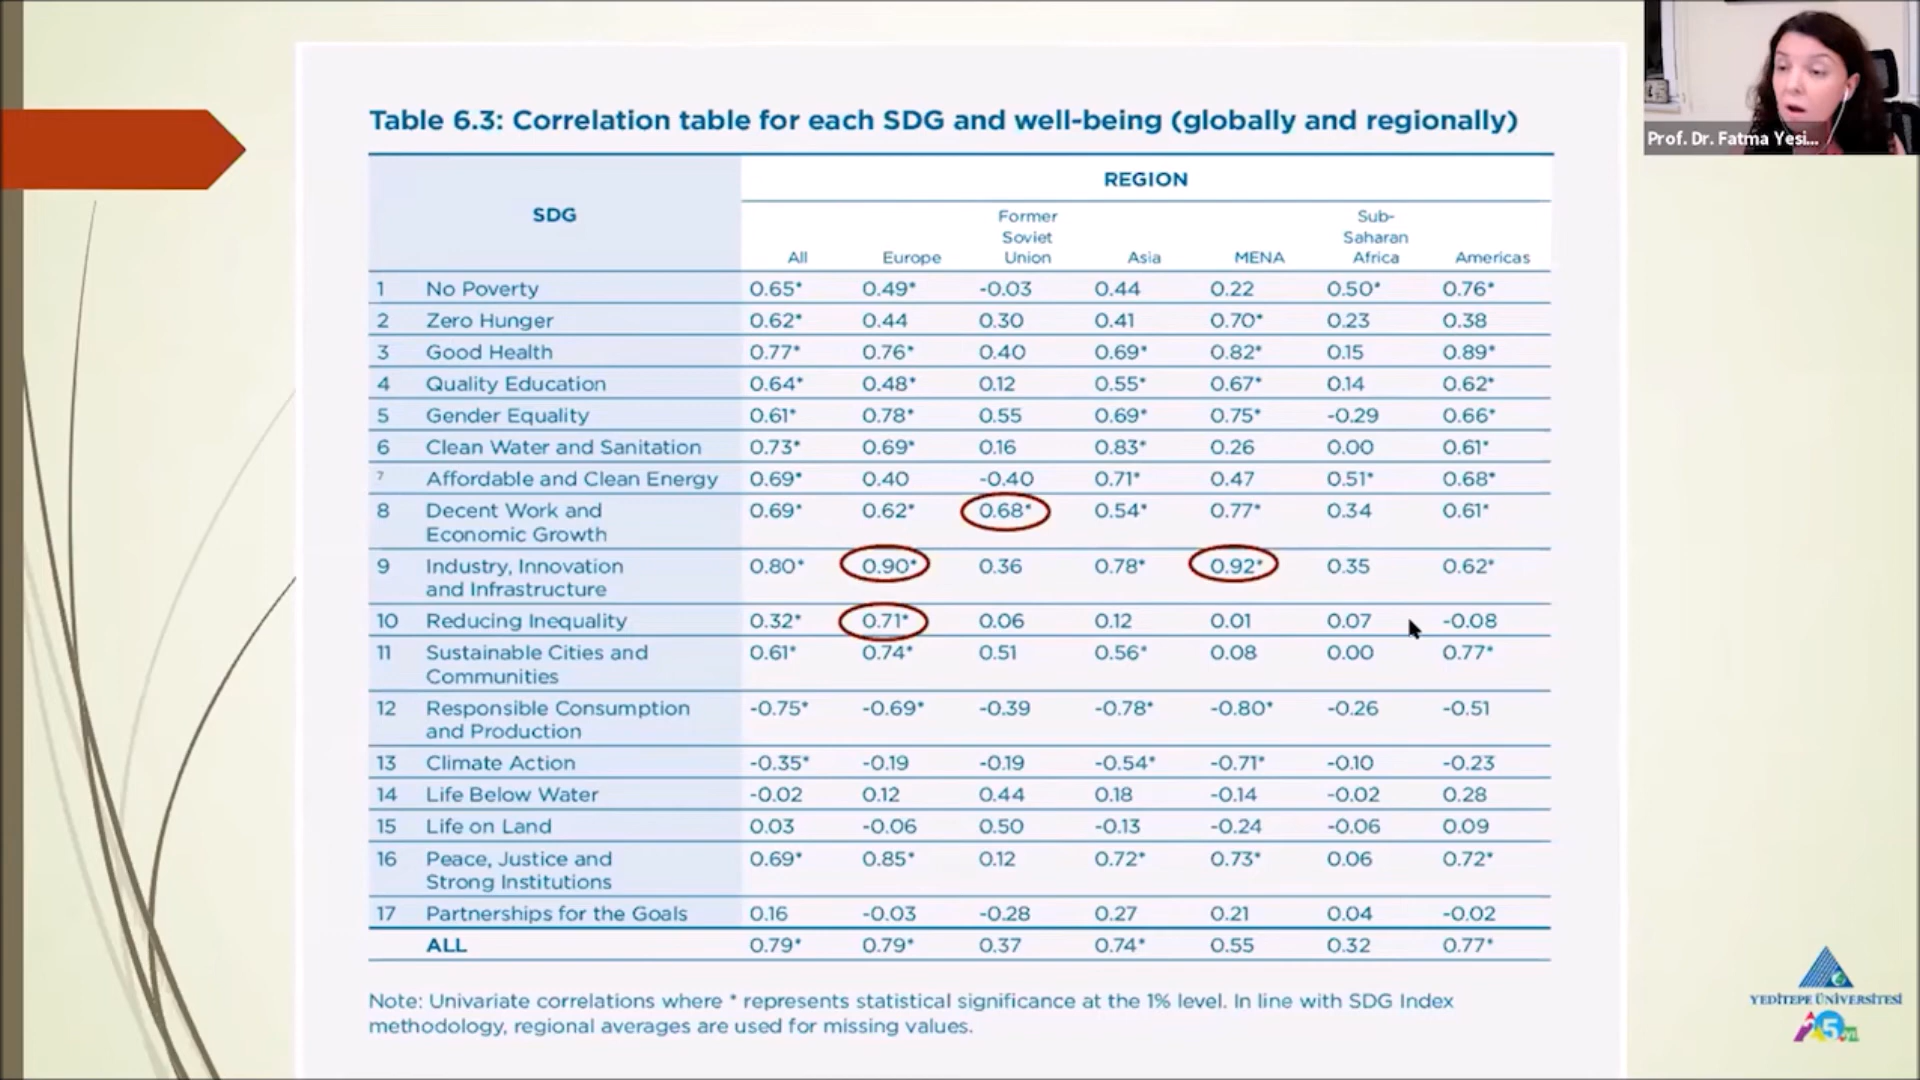 Prof. Dr. Fatma Yesi...
Table 6.3: Correlation table for each SDG and well-being (globally and regionally)
SDG
REGION
All Europe Former Soviet Union Asia MENA Sub-Saharan Africa Americas
1 No Poverty 0.65* 0.49* -0.03 0.44 0.22 0.50* 0.76*
2 Zero Hunger 0.62* 0.44 0.30 0.41 0.70* 0.23 0.38
3 Good Health 0.77* 0.76* 0.40 0.69* 0.82* 0.15 0.89*
4 Quality Education 0.64* 0.48* 0.12 0.55* 0.67* 0.14 0.62*
5 Gender Equality 0.61* 0.78* 0.55 0.69* 0.75* -0.29 0.66*
6 Clean Water and Sanitation 0.73* 0.69* 0.16 0.83* 0.26 0.00 0.61*
7 Affordable and Clean Energy 0.69* 0.40 -0.40 0.71* 0.47 0.51* 0.68*
8 Decent Work and 0.69* 0.62* 0.68* 0.54* 0.77* 0.34 0.61*
Economic Growth
9 Industry, Innovation 0.80* 0.90* 0.36 0.78* 0.92* 0.35 0.62*
and Infrastructure
10 Reducing Inequality 0.32* 0.71* 0.06 0.12 0.01 0.07 -0.08
11 Sustainable Cities and 0.61* 0.74* 0.51 0.56* 0.08 0.00 0.77*
Communities
12 Responsible Consumption -0.75* -0.69* -0.39 -0.78* -0.80* -0.26 -0.51
and Production
13 Climate Action -0.35* -0.19 -0.19 -0.54* -0.71* -0.10 -0.23
14 Life Below Water -0.02 0.12 0.44 0.18 -0.14 -0.02 0.28
15 Life on Land 0.03 -0.06 0.50 -0.13 -0.24 -0.06 0.09
16 Peace, Justice and 0.69* 0.85* 0.12 0.72* 0.73* 0.06 0.72*
Strong Institutions
17 Partnerships for the Goals 0.16 -0.03 -0.28 0.27 0.21 0.04 -0.02
ALL 0.79* 0.79* 0.37 0.74* 0.55 0.32 0.77*
Note: Univariate correlations where * represents statistical significance at the 1% level. In line with SDG Index
methodology, regional averages are used for missing values.
YEDİTEPE ÜNİVERSİTESİ